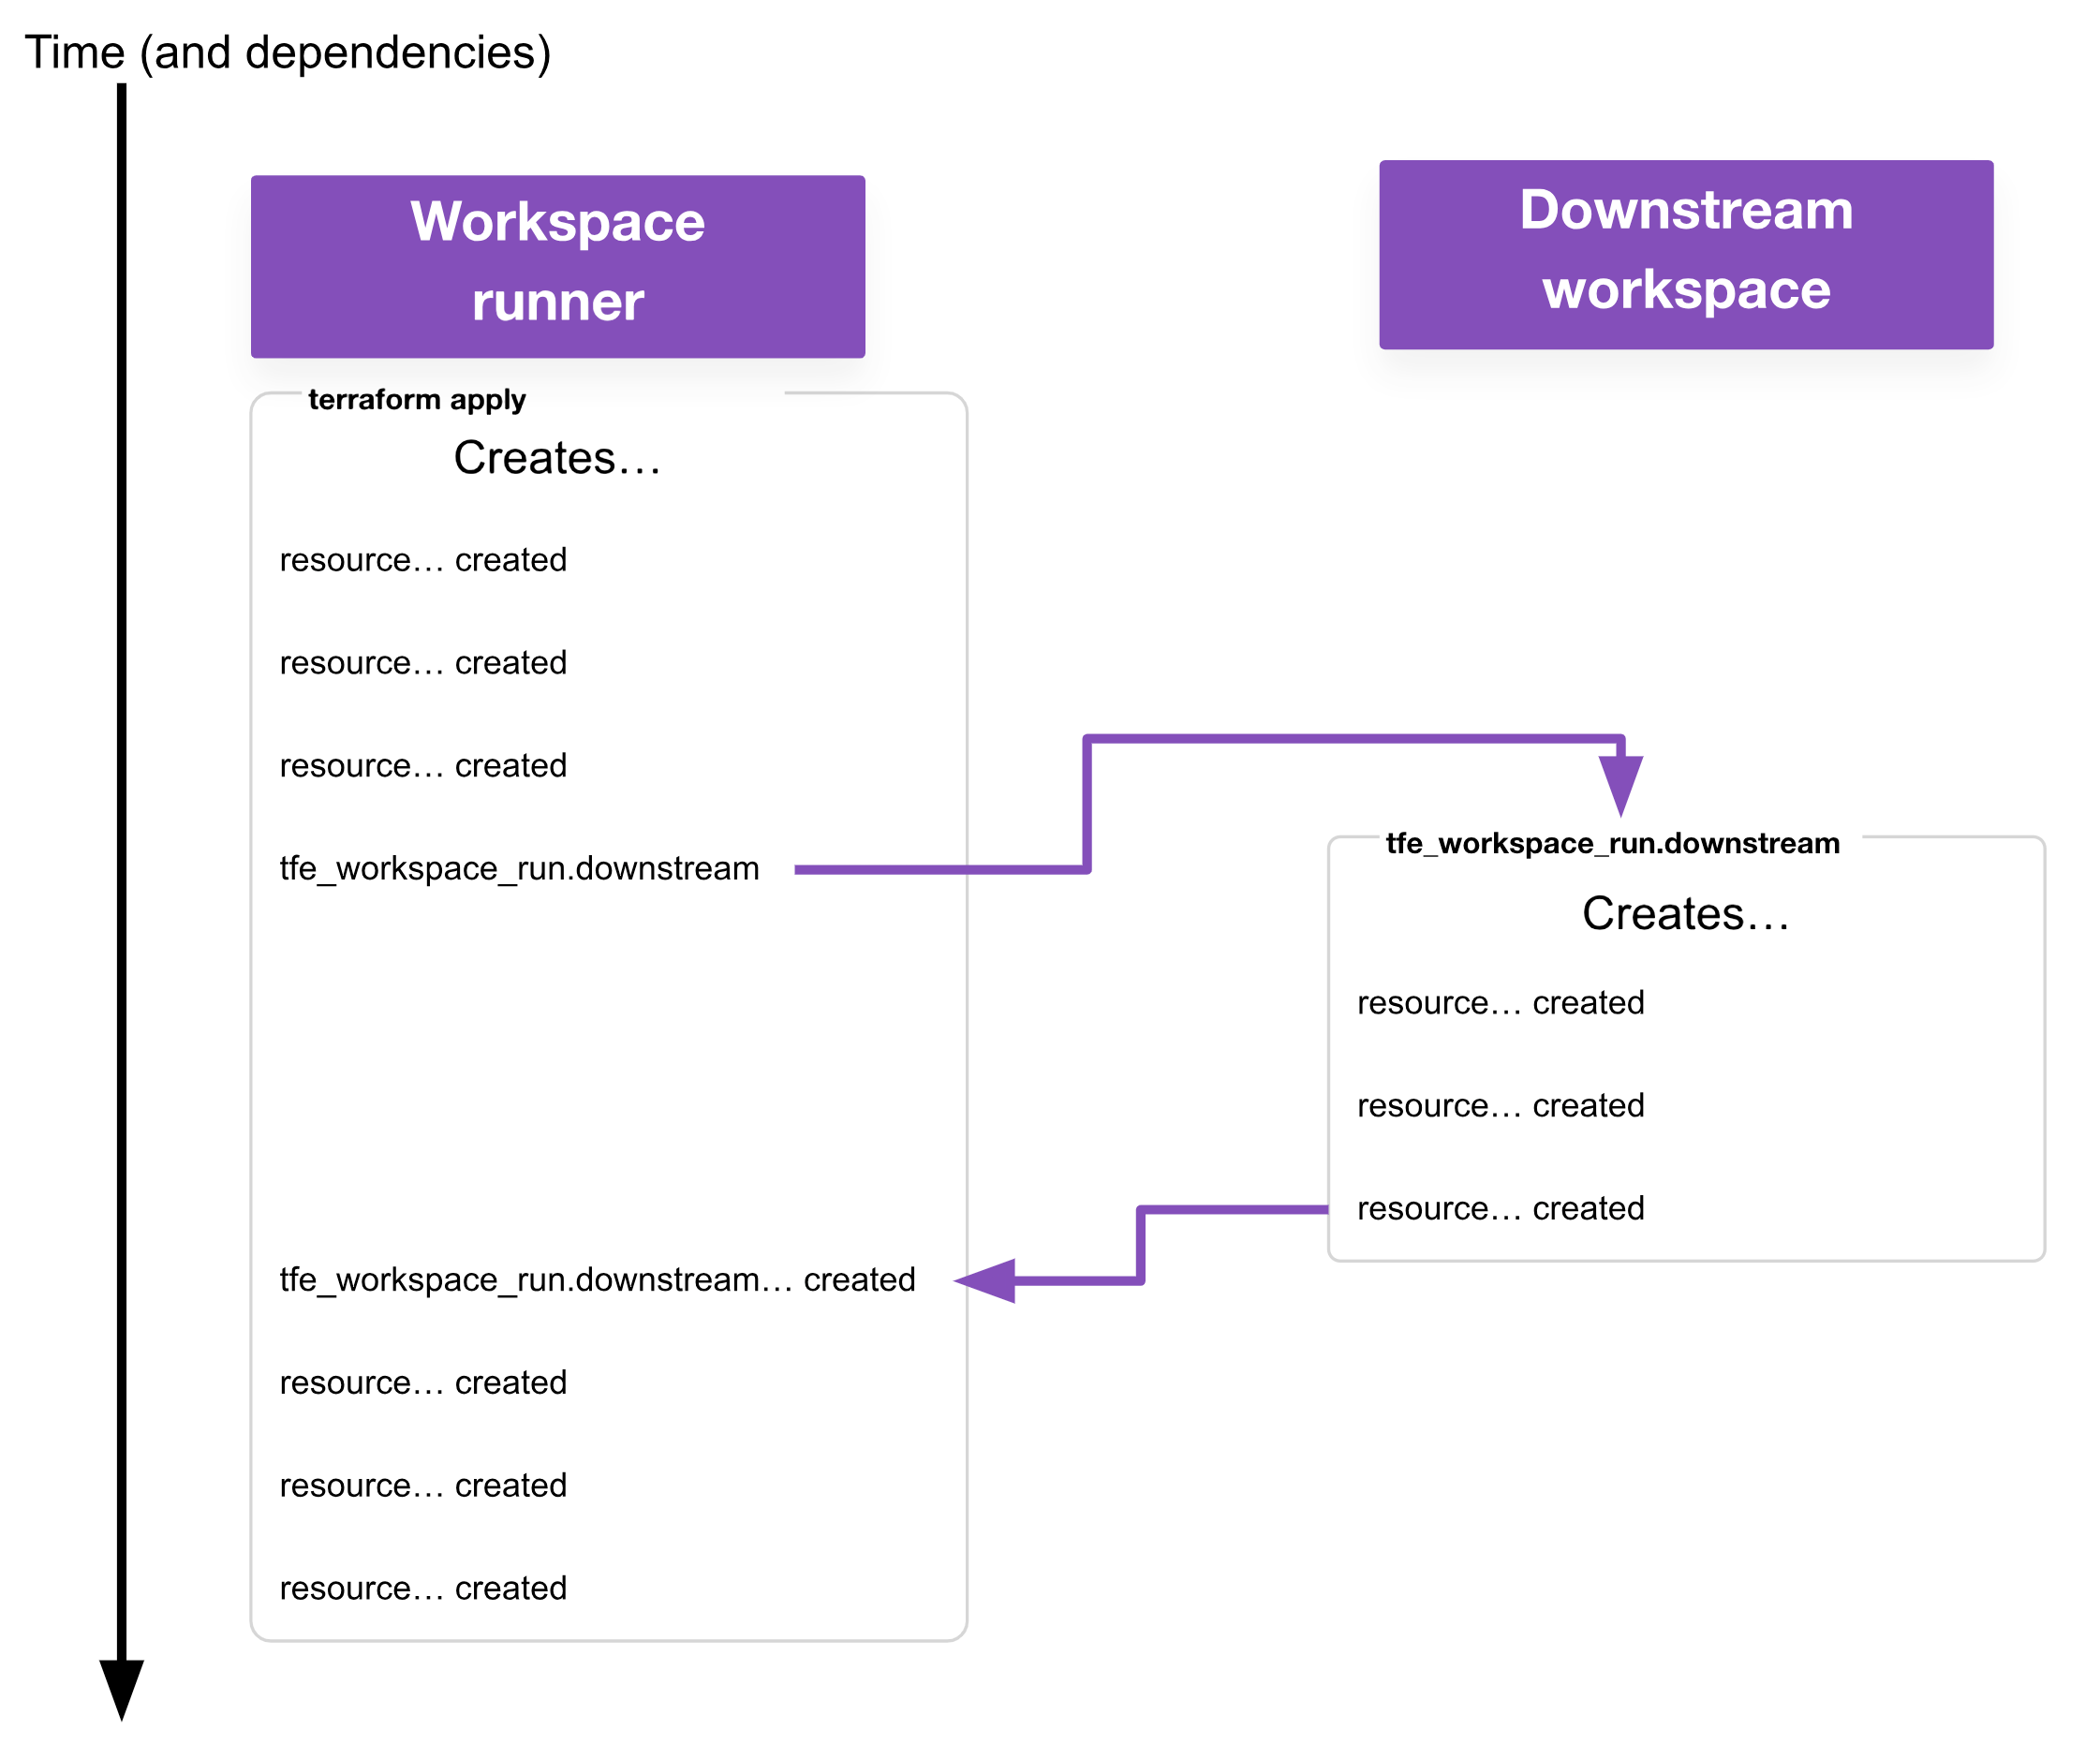 Time (and dependencies)
Workspace
runner
Downstream
workspace
terraform apply
Creates…
resource… created
resource… created
resource… created
tfe_workspace_run.downstream
tfe_workspace_run.downstream
Creates…
resource… created
resource… created
resource… created
tfe_workspace_run.downstream… created
resource… created
resource… created
resource… created